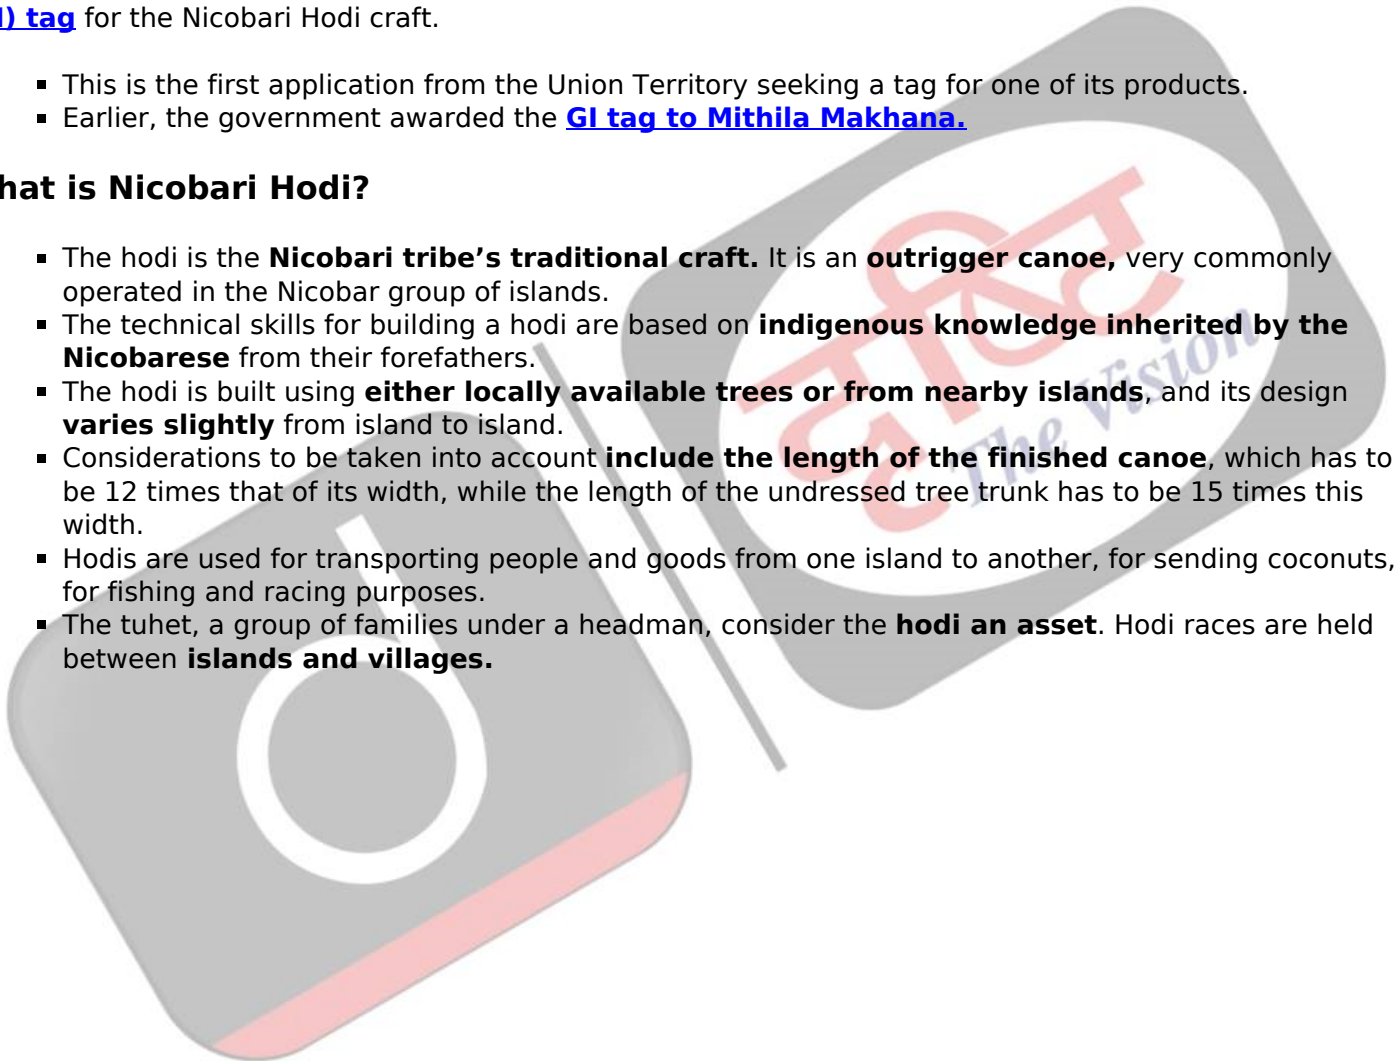 I) tag for the Nicobari Hodi craft.
▪ This is the first application from the Union Territory seeking a tag for one of its products.
▪ Earlier, the government awarded the GI tag to Mithila Makhana.
hat is Nicobari Hodi?
▪ The hodi is the Nicobari tribe’s traditional craft. It is an outrigger canoe, very commonly
operated in the Nicobar group of islands.
▪ The technical skills for building a hodi are based on indigenous knowledge inherited by the
Nicobarese from their forefathers.
▪ The hodi is built using either locally available trees or from nearby islands, and its design
varies slightly from island to island.
▪ Considerations to be taken into account include the length of the finished canoe, which has to
be 12 times that of its width, while the length of the undressed tree trunk has to be 15 times this
width.
▪ Hodis are used for transporting people and goods from one island to another, for sending coconuts,
for fishing and racing purposes.
▪ The tuhet, a group of families under a headman, consider the hodi an asset. Hodi races are held
between islands and villages.
दृष्टि
The Vision
d